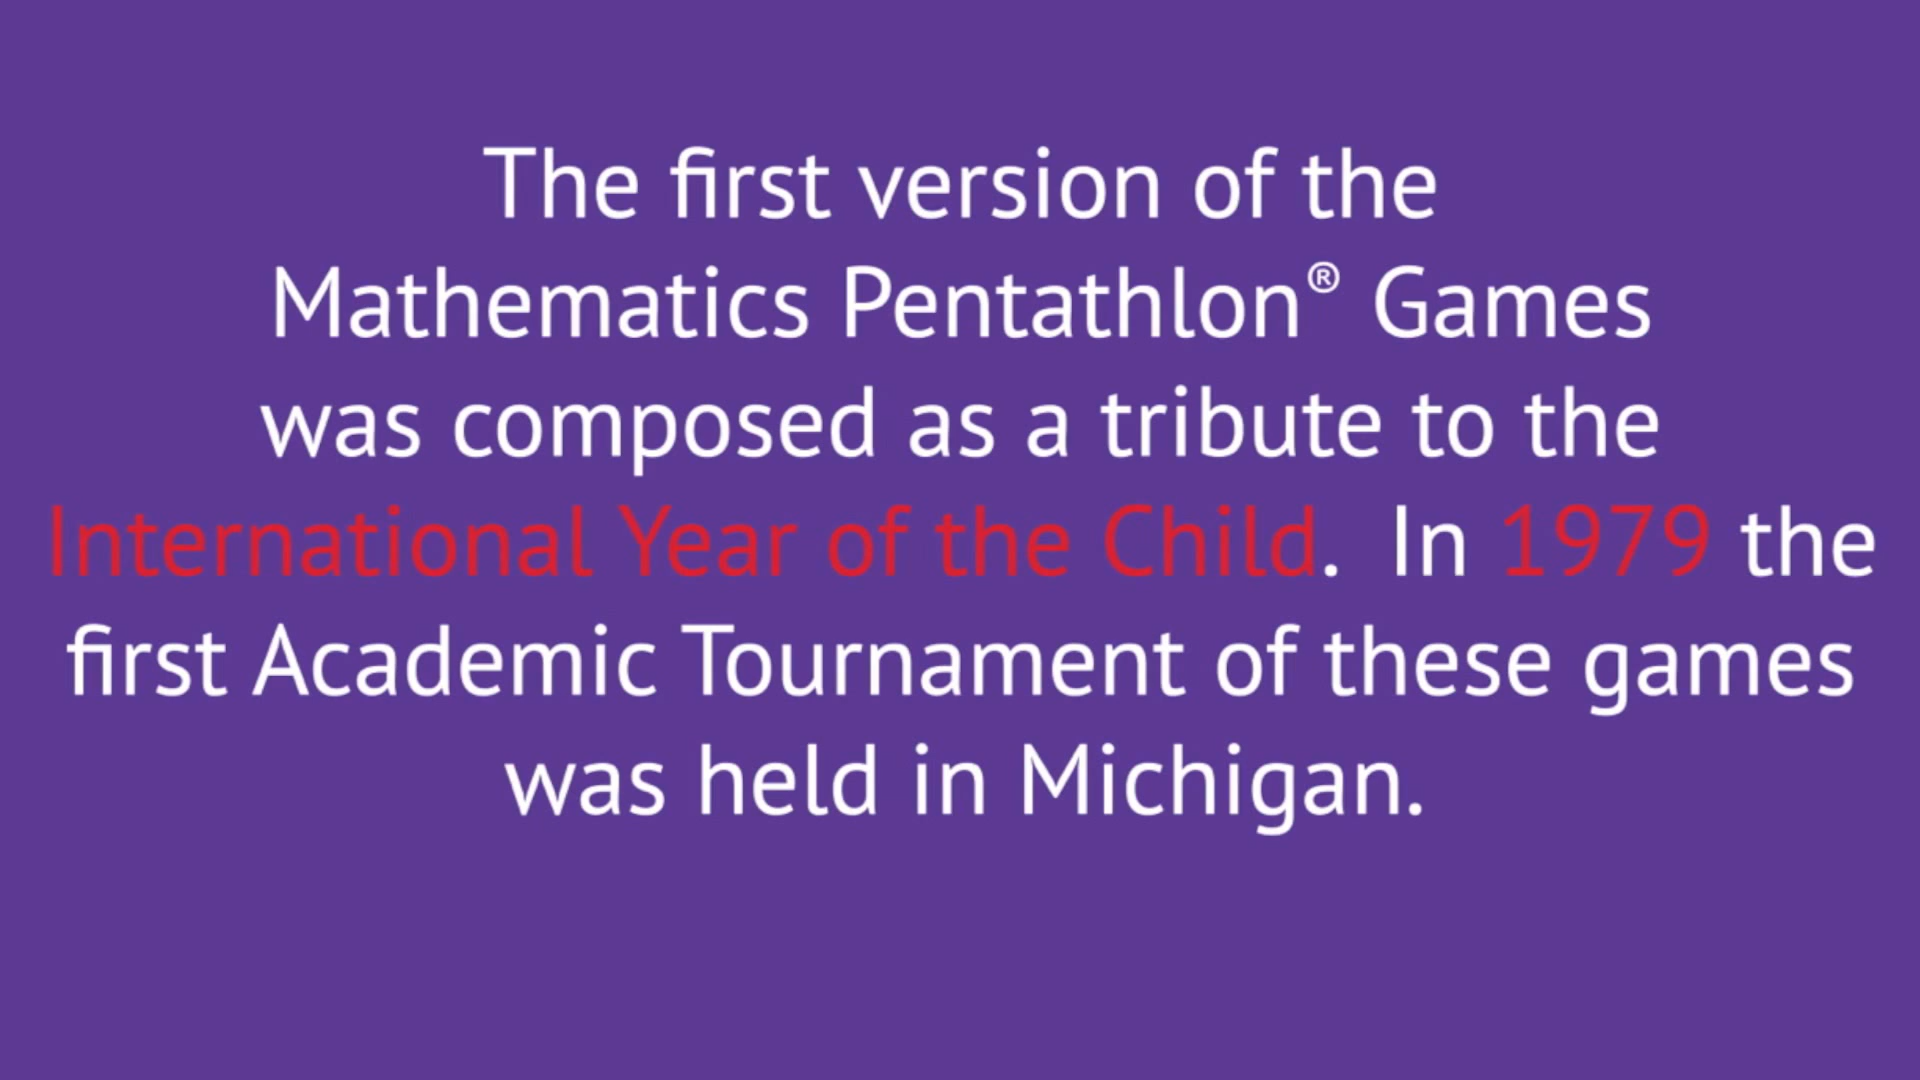 The first version of the
Mathematics Pentathlon® Games
was composed as a tribute to the
International Year of the Child.  In 1979 the
first Academic Tournament of these games
was held in Michigan.